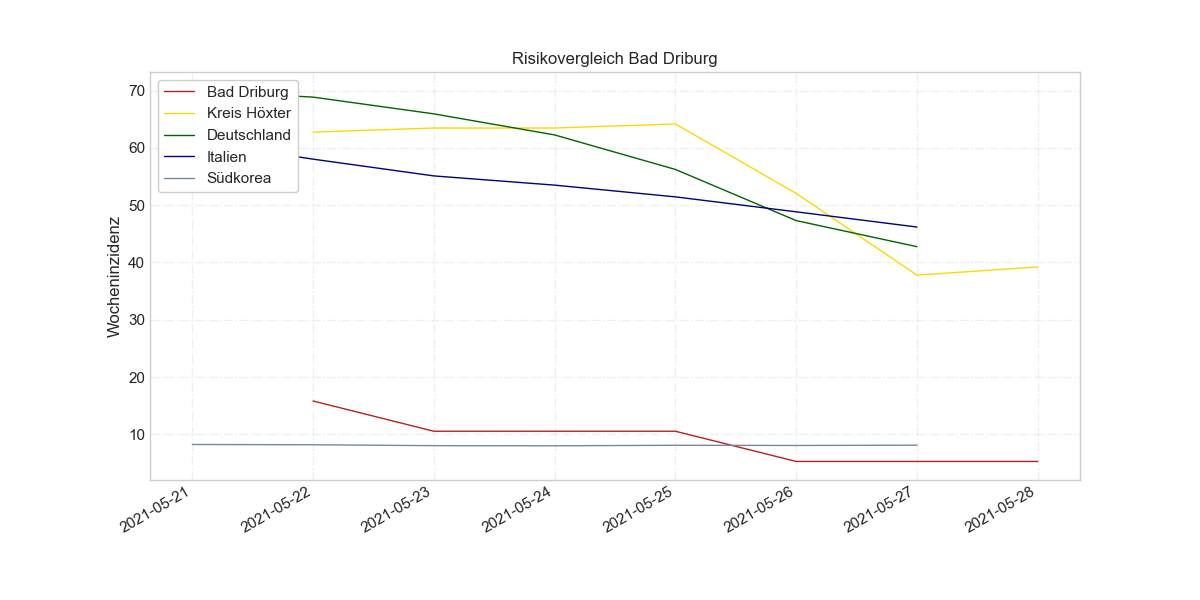 Risikovergleich Bad Driburg
Bad Driburg
Kreis Höxter
Deutschland
Italien
Südkorea
Wocheninzidenz
70
60
50
40
30
20
10
2021-05-21
2021-05-22
2021-05-23
2021-05-24
2021-05-25
2021-05-26
2021-05-27
2021-05-28